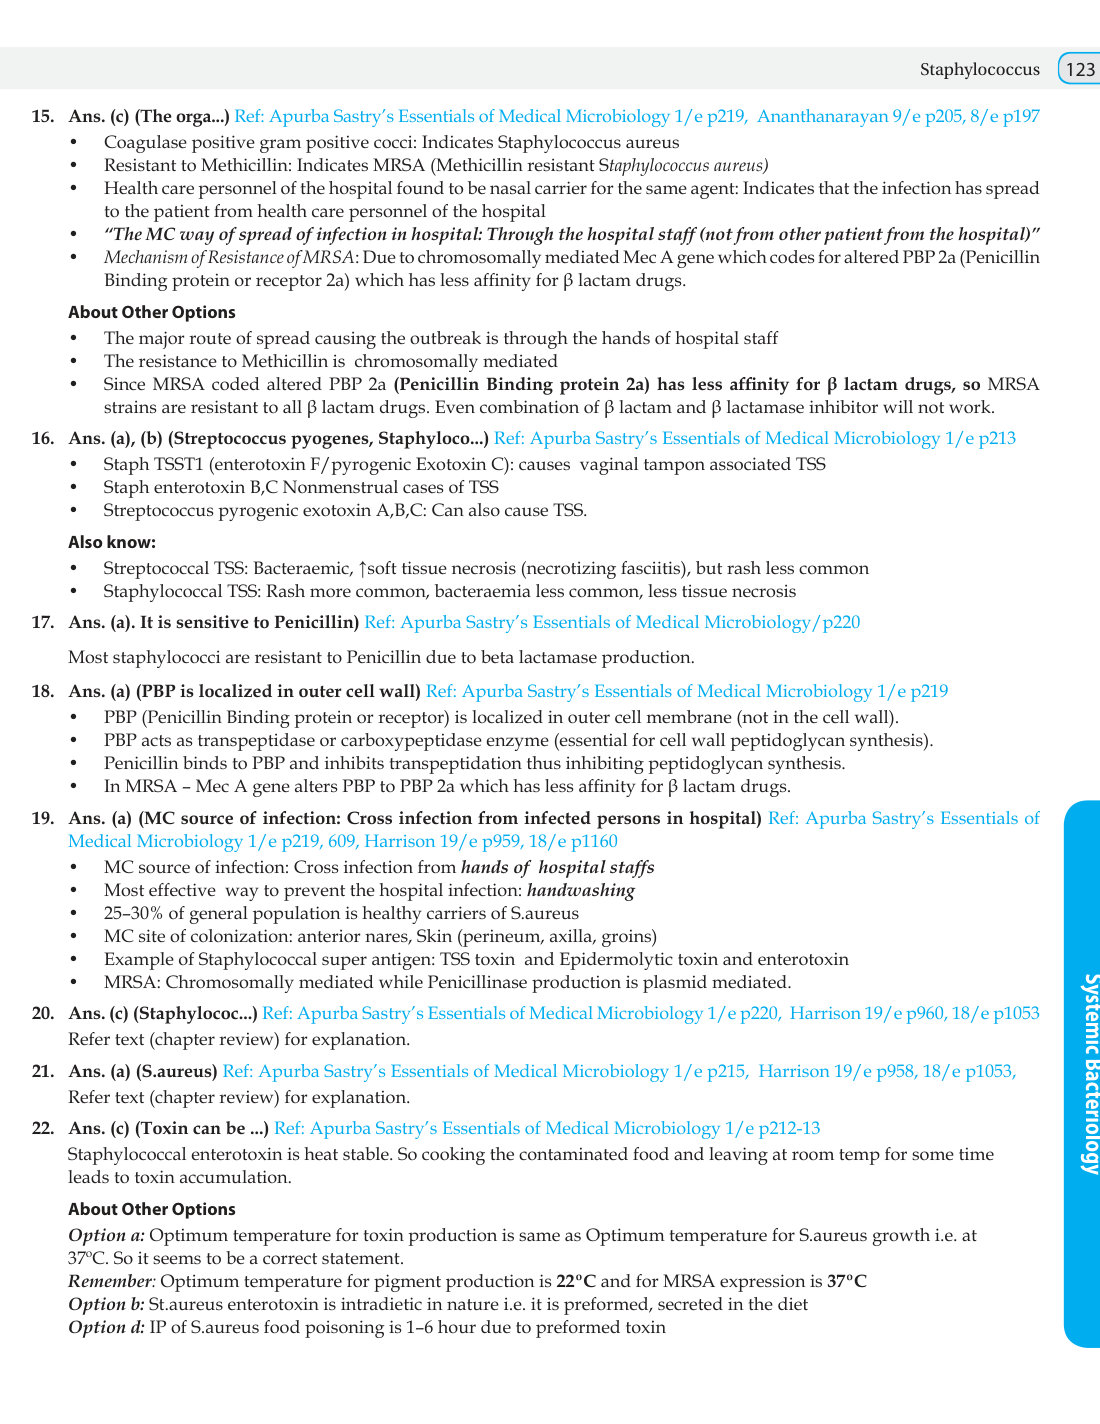 Staphylococcus 123
15. Ans. (c) (The orga...) Ref: Apurba Sastry's Essentials of Medical Microbiology 1/e p219, Ananthanarayan 9/e p205, 8/e p197
• Coagulase positive gram positive cocci: Indicates Staphylococcus aureus
• Resistant to Methicillin: Indicates MRSA (Methicillin resistant Staphylococcus aureus)
• Health care personnel of the hospital found to be nasal carrier for the same agent: Indicates that the infection has spread
to the patient from health care personnel of the hospital
• “The MC way of spread of infection in hospital: Through the hospital staff (not from other patient from the hospital)”
• Mechanism of Resistance of MRSA: Due to chromosomally mediated Mec A gene which codes for altered PBP 2a (Penicillin
Binding protein or receptor 2a) which has less affinity for β lactam drugs.
About Other Options
• The major route of spread causing the outbreak is through the hands of hospital staff
• The resistance to Methicillin is chromosomally mediated
• Since MRSA coded altered PBP 2a (Penicillin Binding protein 2a) has less affinity for β lactam drugs, so MRSA
strains are resistant to all β lactam drugs. Even combination of β lactam and β lactamase inhibitor will not work.
16. Ans. (a), (b) (Streptococcus pyogenes, Staphyloco...) Ref: Apurba Sastry's Essentials of Medical Microbiology 1/e p213
• Staph TSST1 (enterotoxin F/pyrogenic Exotoxin C): causes vaginal tampon associated TSS
• Staph enterotoxin B,C Nonmenstrual cases of TSS
• Streptococcus pyrogenic exotoxin A,B,C: Can also cause TSS.
Also know:
• Streptococcal TSS: Bacteraemic, ↑soft tissue necrosis (necrotizing fasciitis), but rash less common
• Staphylococcal TSS: Rash more common, bacteraemia less common, less tissue necrosis
17. Ans. (a). It is sensitive to Penicillin) Ref: Apurba Sastry's Essentials of Medical Microbiology/p220
Most staphylococci are resistant to Penicillin due to beta lactamase production.
18. Ans. (a) (PBP is localized in outer cell wall) Ref: Apurba Sastry's Essentials of Medical Microbiology 1/e p219
• PBP (Penicillin Binding protein or receptor) is localized in outer cell membrane (not in the cell wall).
• PBP acts as transpeptidase or carboxypeptidase enzyme (essential for cell wall peptidoglycan synthesis).
• Penicillin binds to PBP and inhibits transpeptidation thus inhibiting peptidoglycan synthesis.
• In MRSA – Mec A gene alters PBP to PBP 2a which has less affinity for β lactam drugs.
19. Ans. (a) (MC source of infection: Cross infection from infected persons in hospital) Ref: Apurba Sastry's Essentials of
Medical Microbiology 1/e p219, 609, Harrison 19/e p959, 18/e p1160
• MC source of infection: Cross infection from hands of hospital staffs
• Most effective way to prevent the hospital infection: handwashing
• 25–30% of general population is healthy carriers of S.aureus
• MC site of colonization: anterior nares, Skin (perineum, axilla, groins)
• Example of Staphylococcal super antigen: TSS toxin and Epidermolytic toxin and enterotoxin
• MRSA: Chromosomally mediated while Penicillinase production is plasmid mediated.
20. Ans. (c) (Staphylococ...) Ref: Apurba Sastry's Essentials of Medical Microbiology 1/e p220, Harrison 19/e p960, 18/e p1053
Refer text (chapter review) for explanation.
21. Ans. (a) (S.aureus) Ref: Apurba Sastry's Essentials of Medical Microbiology 1/e p215, Harrison 19/e p958, 18/e p1053,
Refer text (chapter review) for explanation.
22. Ans. (c) (Toxin can be ...) Ref: Apurba Sastry's Essentials of Medical Microbiology 1/e p212-13
Staphylococcal enterotoxin is heat stable. So cooking the contaminated food and leaving at room temp for some time
leads to toxin accumulation.
About Other Options
Option a: Optimum temperature for toxin production is same as Optimum temperature for S.aureus growth i.e. at
37ºC. So it seems to be a correct statement.
Remember: Optimum temperature for pigment production is 22ºC and for MRSA expression is 37ºC
Option b: St.aureus enterotoxin is intradietic in nature i.e. it is preformed, secreted in the diet
Option d: IP of S.aureus food poisoning is 1–6 hour due to preformed toxin
Systemic Bacteriology